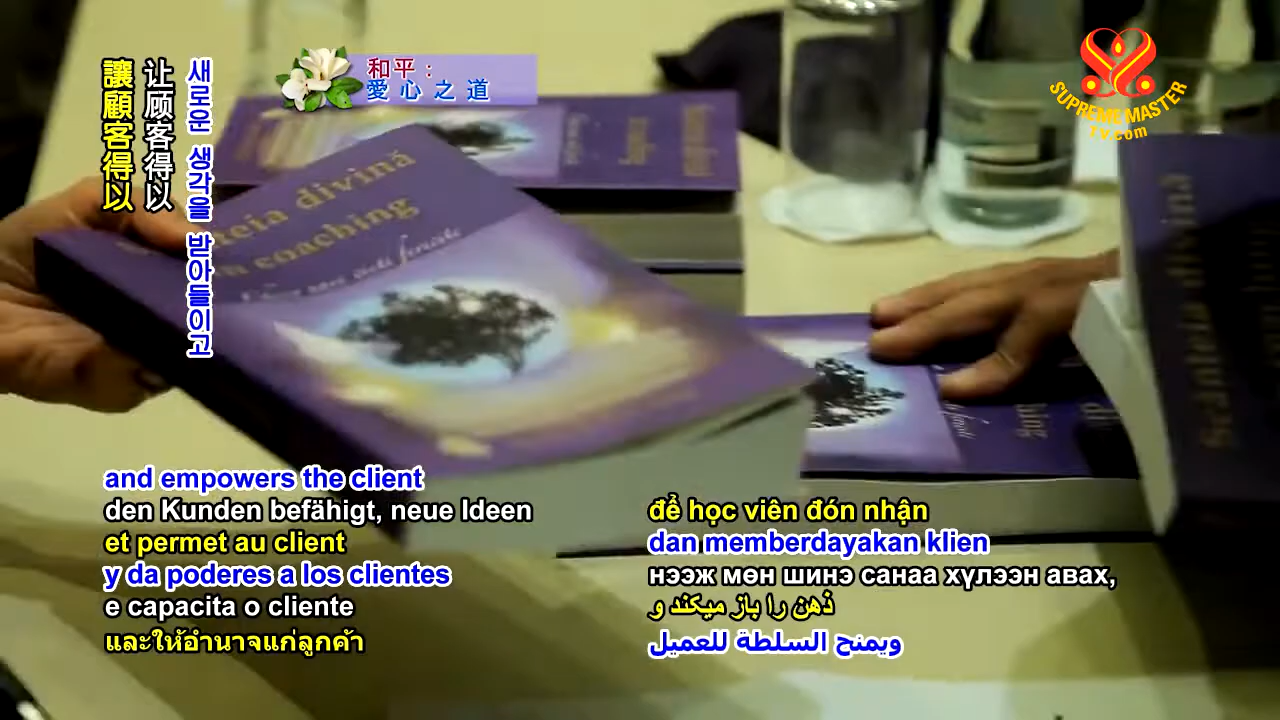 讓顧客得以
让顾客得以
새로운 생각을 받아들이고
和平：
愛心之道
SUPREME MASTER
TV.com
divină
coaching
Scânteia divină
and empowers the client
den Kunden befähigt, neue Ideen
et permet au client
y da poderes a los clientes
e capacita o cliente
และให้อำนาจแก่ลูกค้า
để học viên đón nhận
dan memberdayakan klien
нээж мөн шинэ санаа хүлээн авах,
ذهن را باز میکند و
ويمنح السلطة للعميل